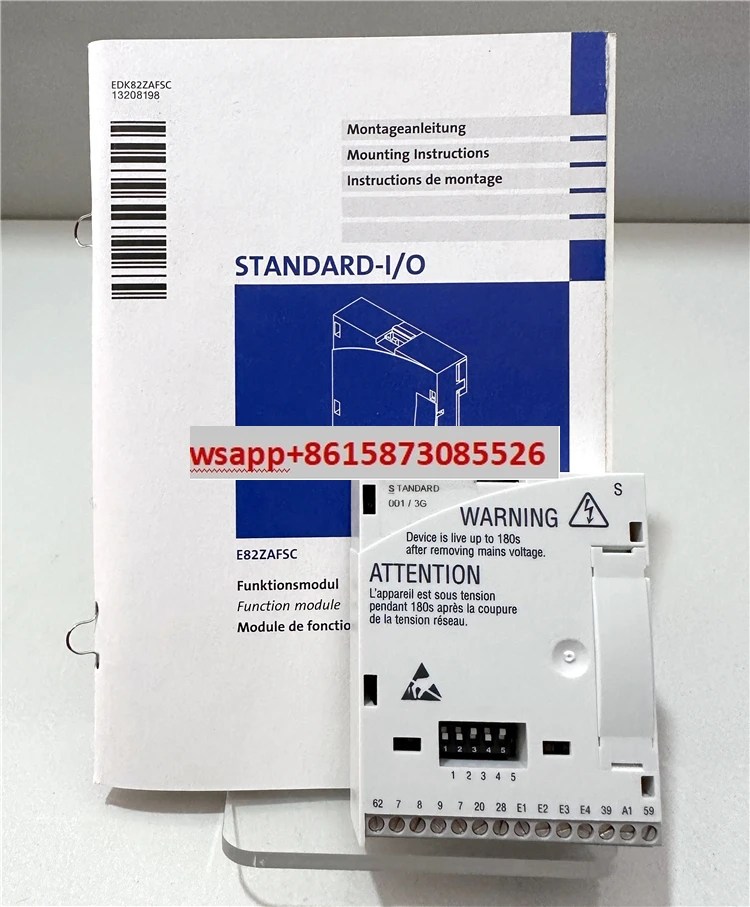 EDK82ZAFSC
13208198
Montageanleitung
Mounting Instructions
Instructions de montage
STANDARD-I/O
wsapp+8615873085526
E82ZAFSC
Funktionsmodul
Function module
Module de fonctio
STANDARD
001 / 3G
S
WARNING
Device is live up to 180s
after removing mains voltage.
ATTENTION
L'appareil est sous tension
pendant 180s après la coupure
de la tension réseau.
1 2 3 4 5
1 2 3 4 5
62 7 8 9 7 20 28 E1 E2 E3 E4 39 A1 59